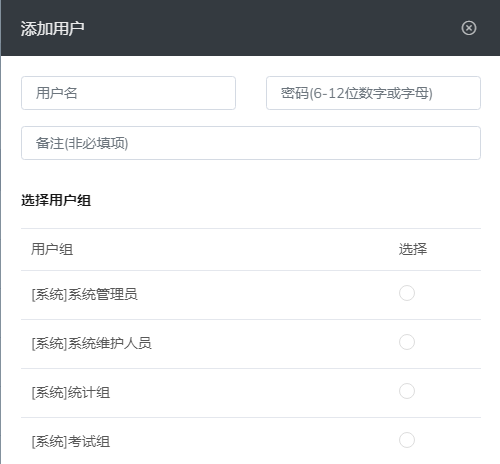 添加用户
用户名
密码(6-12位数字或字母)
备注(非必填项)
选择用户组
用户组 选择
[系统]系统管理员
[系统]系统维护人员
[系统]统计组
[系统]考试组